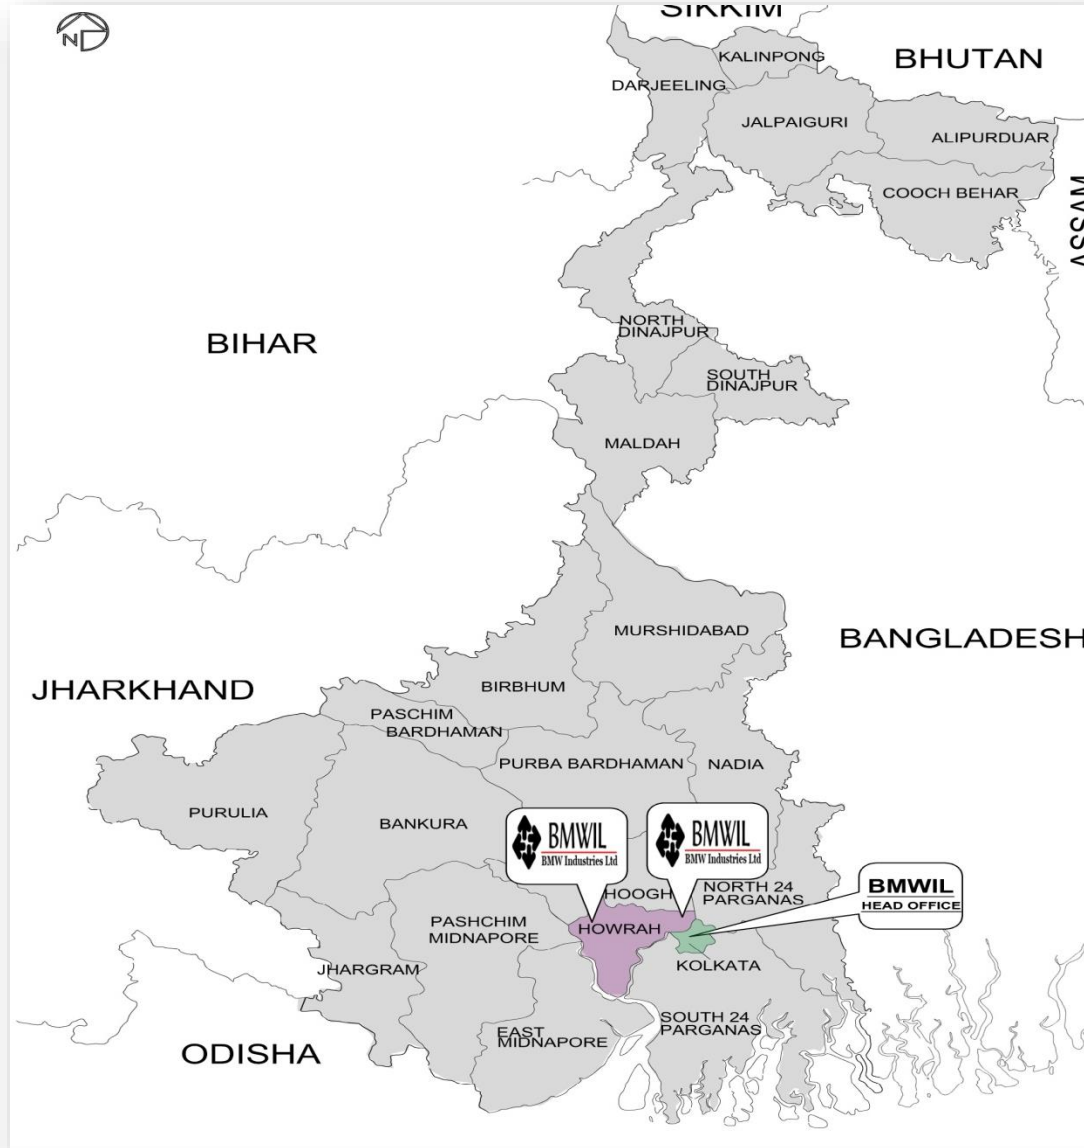 SIKKIM
N
KALINPONG
BHUTAN
DARJEELING
JALPAIGURI
ALIPURDUAR
COOCH BEHAR
ASSAM
NORTH
DINAJPUR
BIHAR
SOUTH
DINAJPUR
MALDAH
MURSHIDABAD
BANGLADESH
JHARKHAND
BIRBHUM
PASCHIM
BARDHAMAN
PURBA BARDHAMAN
NADIA
PURULIA
BANKURA
BMWIL
BMW Industries Ltd
BMWIL
BMW Industries Ltd
HOOGH
NORTH 24
PARGANAS
BMWIL
HEAD OFFICE
PASHCHIM
MIDNAPORE
HOWRAH
KOLKATA
JHARGRAM
SOUTH 24
PARGANAS
EAST
MIDNAPORE
ODISHA